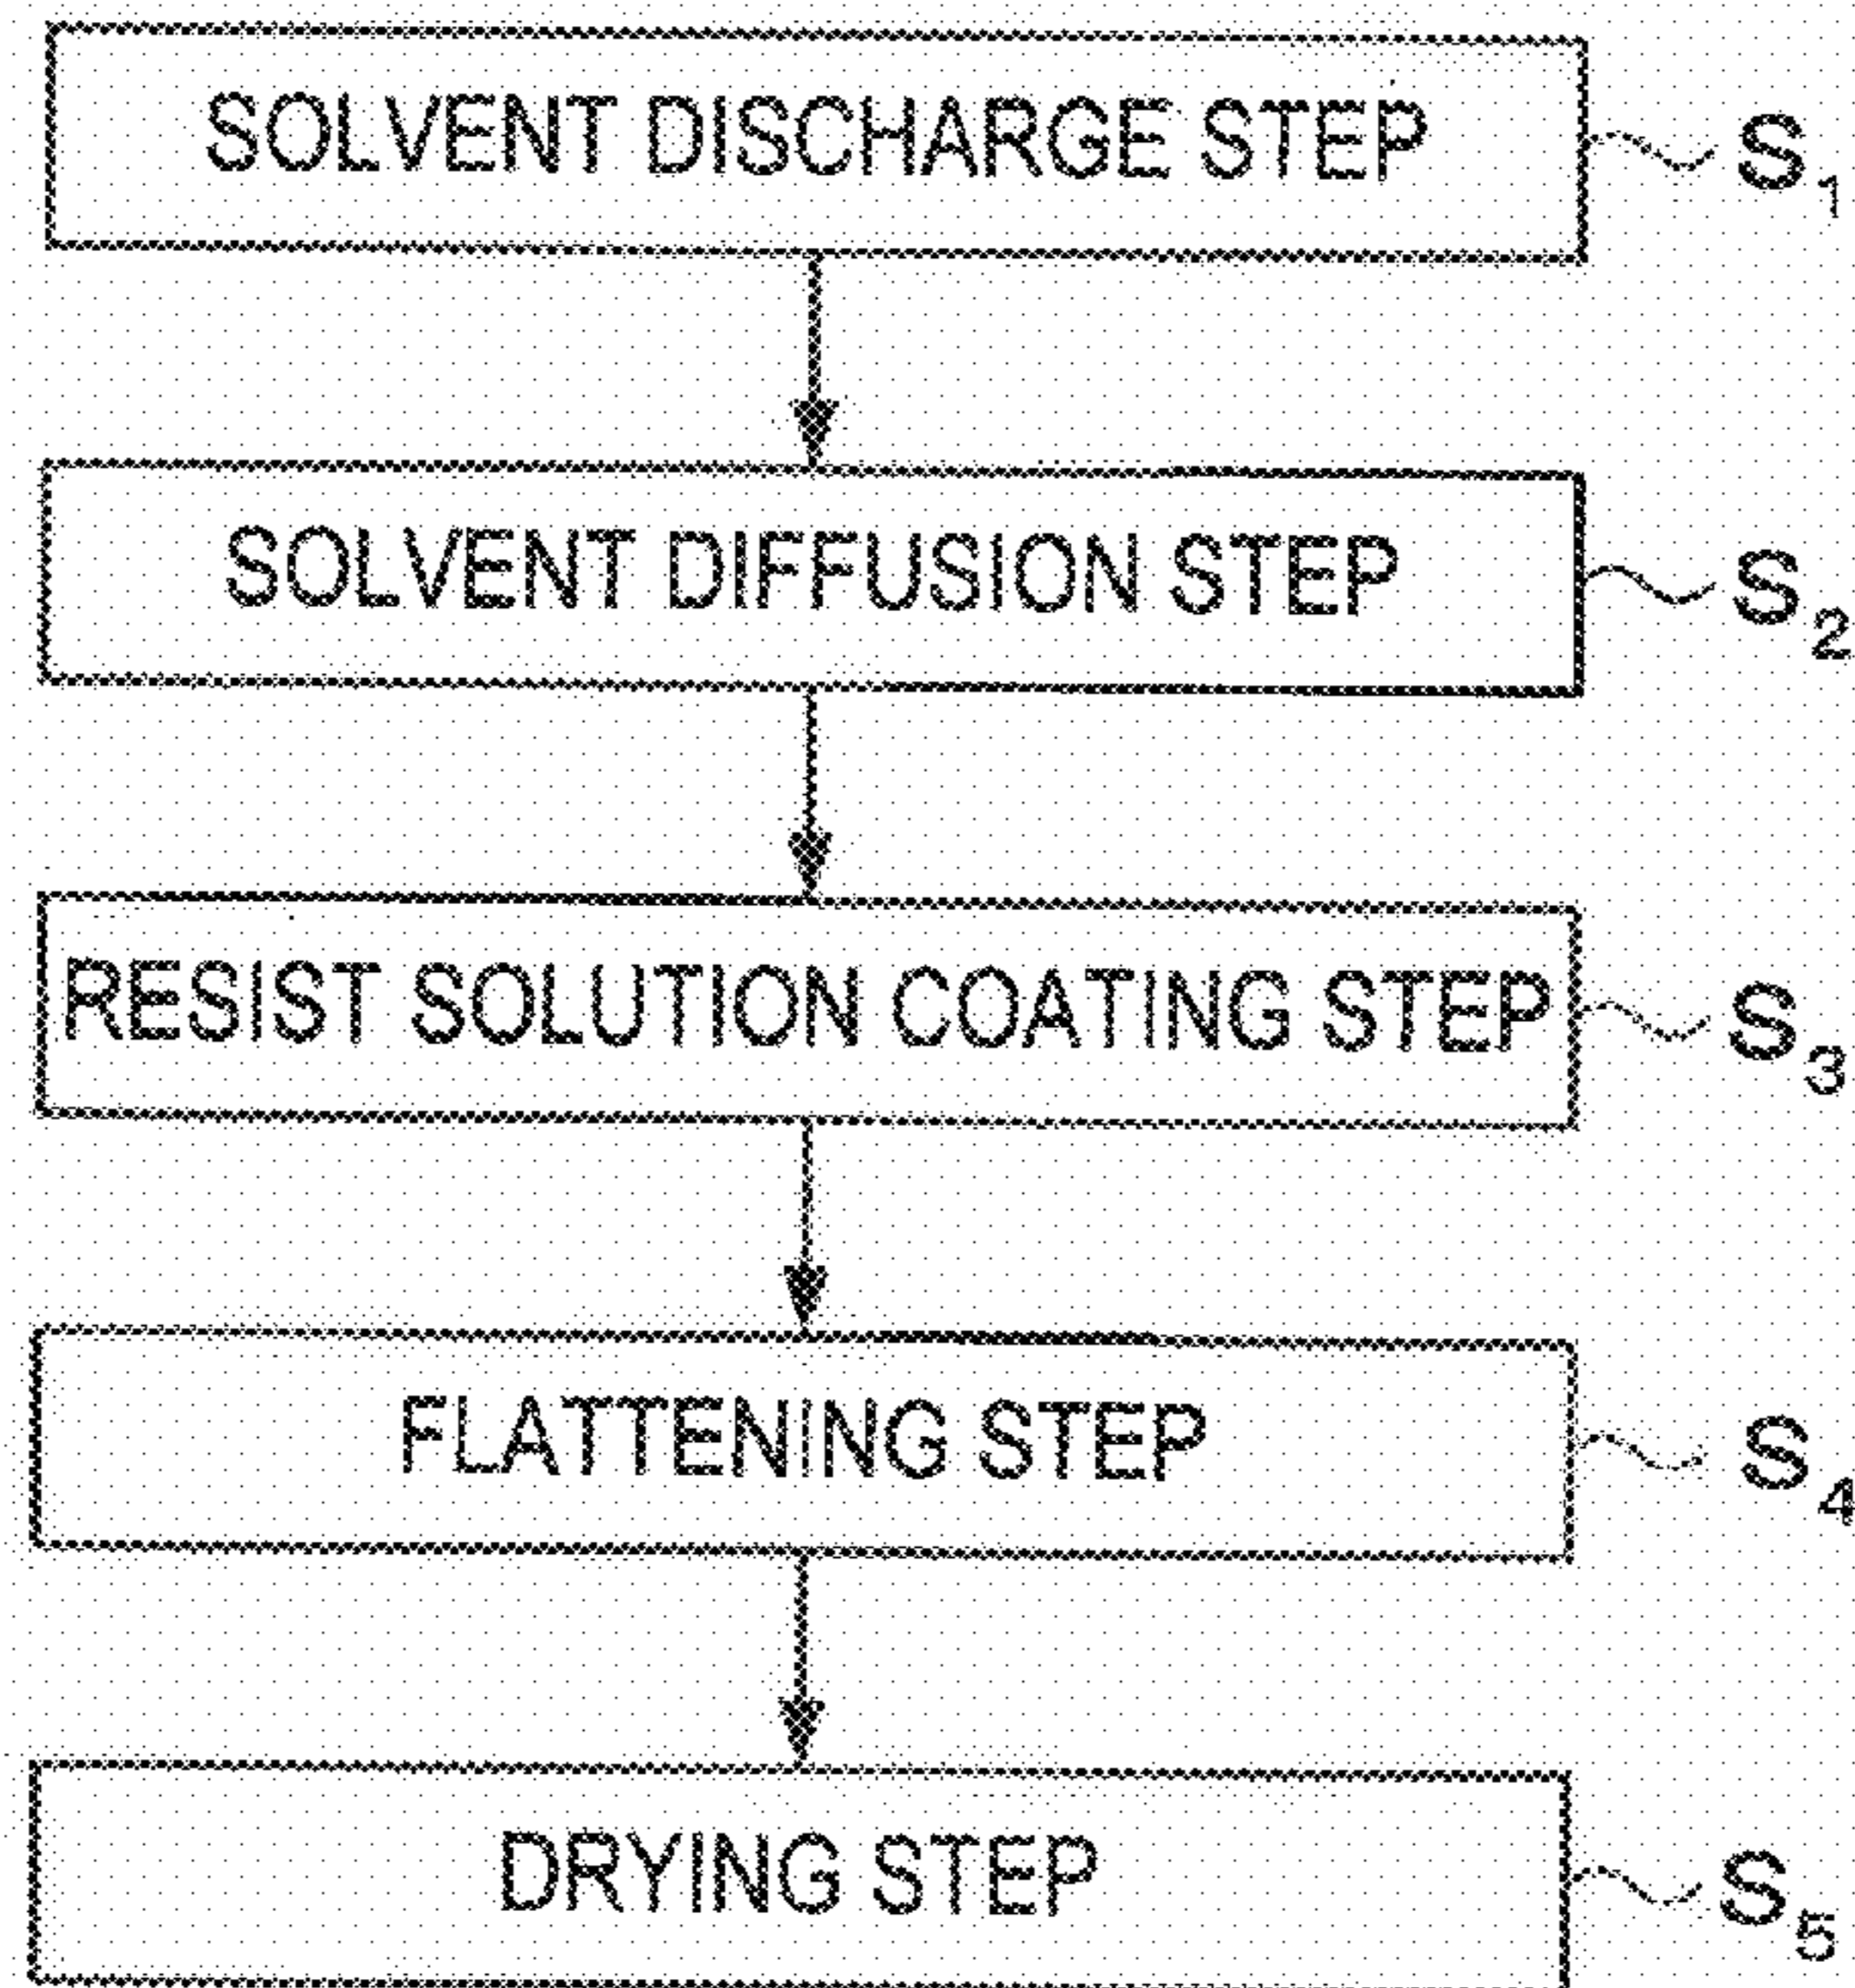 SOLVENT DISCHARGE STEP S1
SOLVENT DIFFUSION STEP S2
RESIST SOLUTION COATING STEP S3
FLATTENING STEP S4
DRYING STEP S5